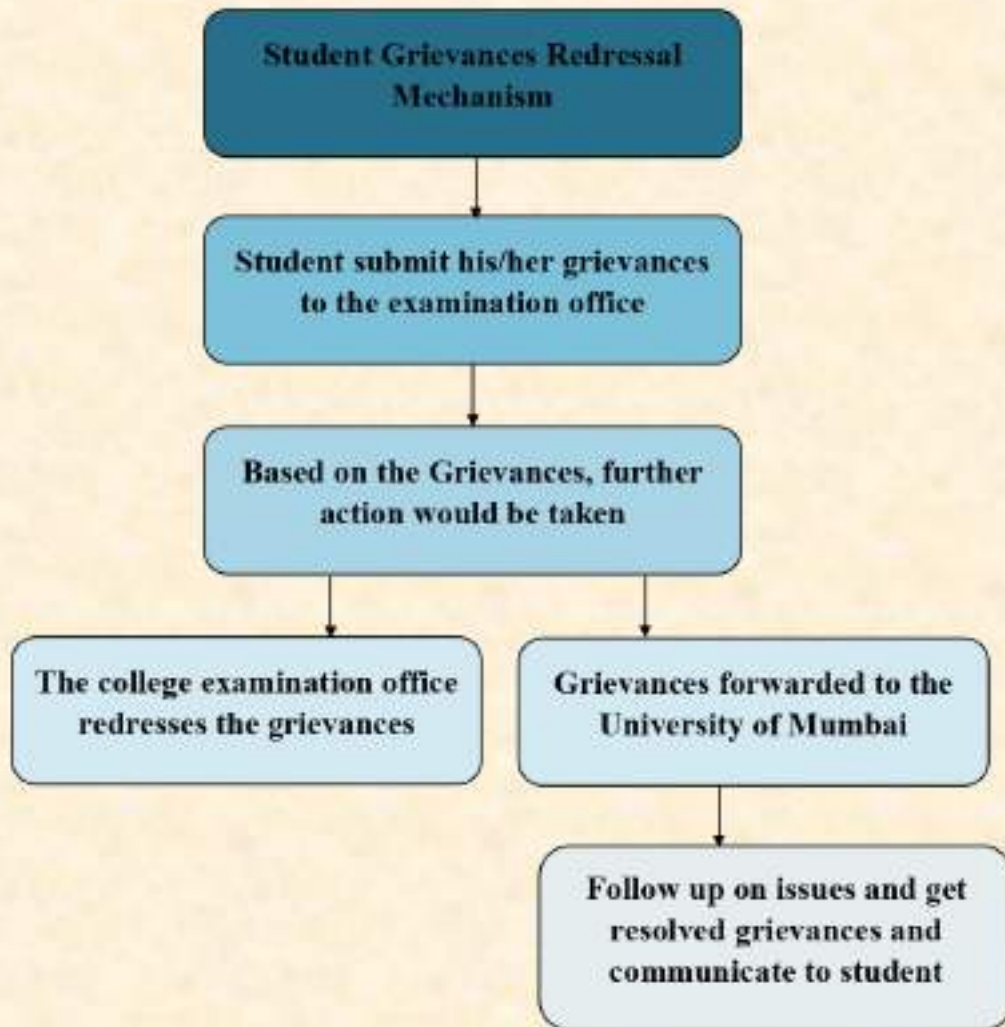 Student Grievances Redressal
Mechanism
Student submit his/her grievances
to the examination office
Based on the Grievances, further
action would be taken
The college examination office
redresses the grievances
Grievances forwarded to the
University of Mumbai
Follow up on issues and get
resolved grievances and
communicate to student